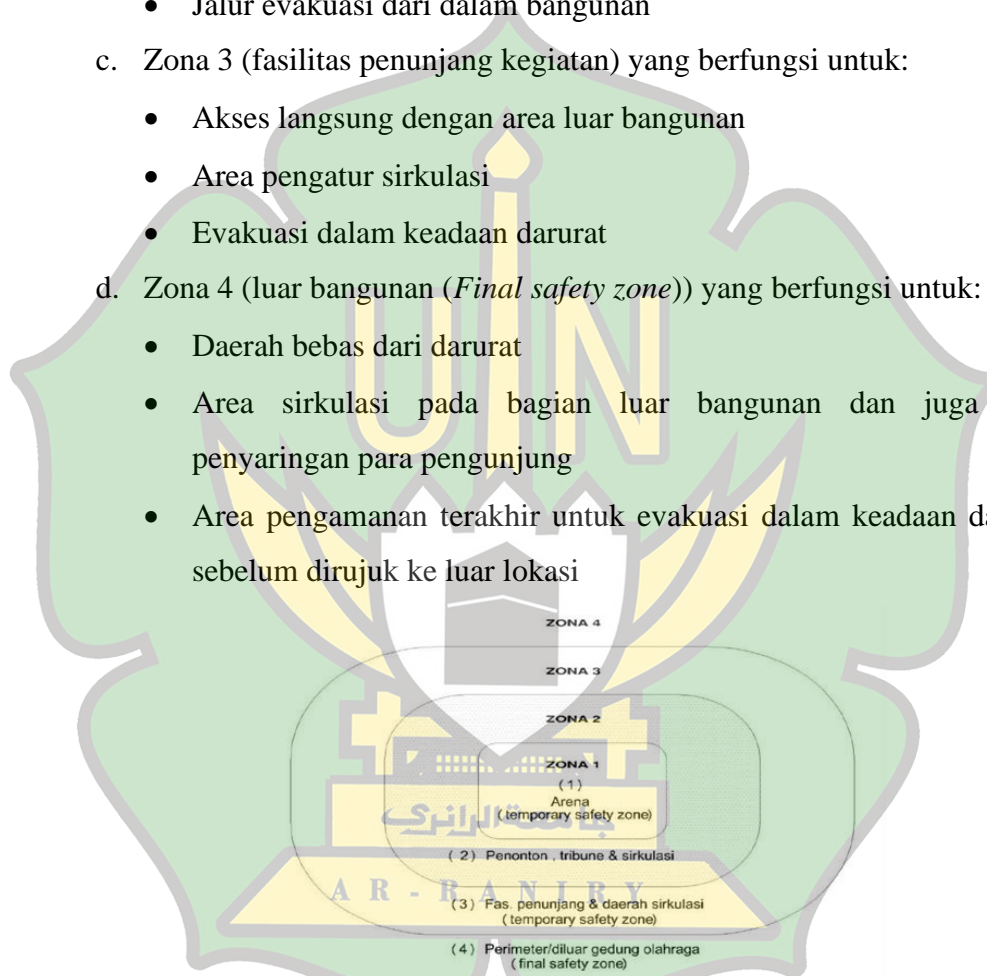 • Jalur evakuasi dari dalam bangunan
c. Zona 3 (fasilitas penunjang kegiatan) yang berfungsi untuk:
• Akses langsung dengan area luar bangunan
• Area pengatur sirkulasi
• Evakuasi dalam keadaan darurat
d. Zona 4 (luar bangunan (Final safety zone)) yang berfungsi untuk:
• Daerah bebas dari darurat
• Area sirkulasi pada bagian luar bangunan dan juga
penyaringan para pengunjung
• Area pengamanan terakhir untuk evakuasi dalam keadaan
sebelum dirujuk ke luar lokasi
UIN
ZONA 4
ZONA 3
ZONA 2
ZONA 1
(1)
Arena
(temporary safety zone)
جامعة الرانري
(2) Penonton , tribune & sirkulasi
AR-RANIRY
(3) Fas. penunjang & daerah sirkulasi
(temporary safety zone)
(4) Perimeter/diluar gedung olahraga
(final safety zone)